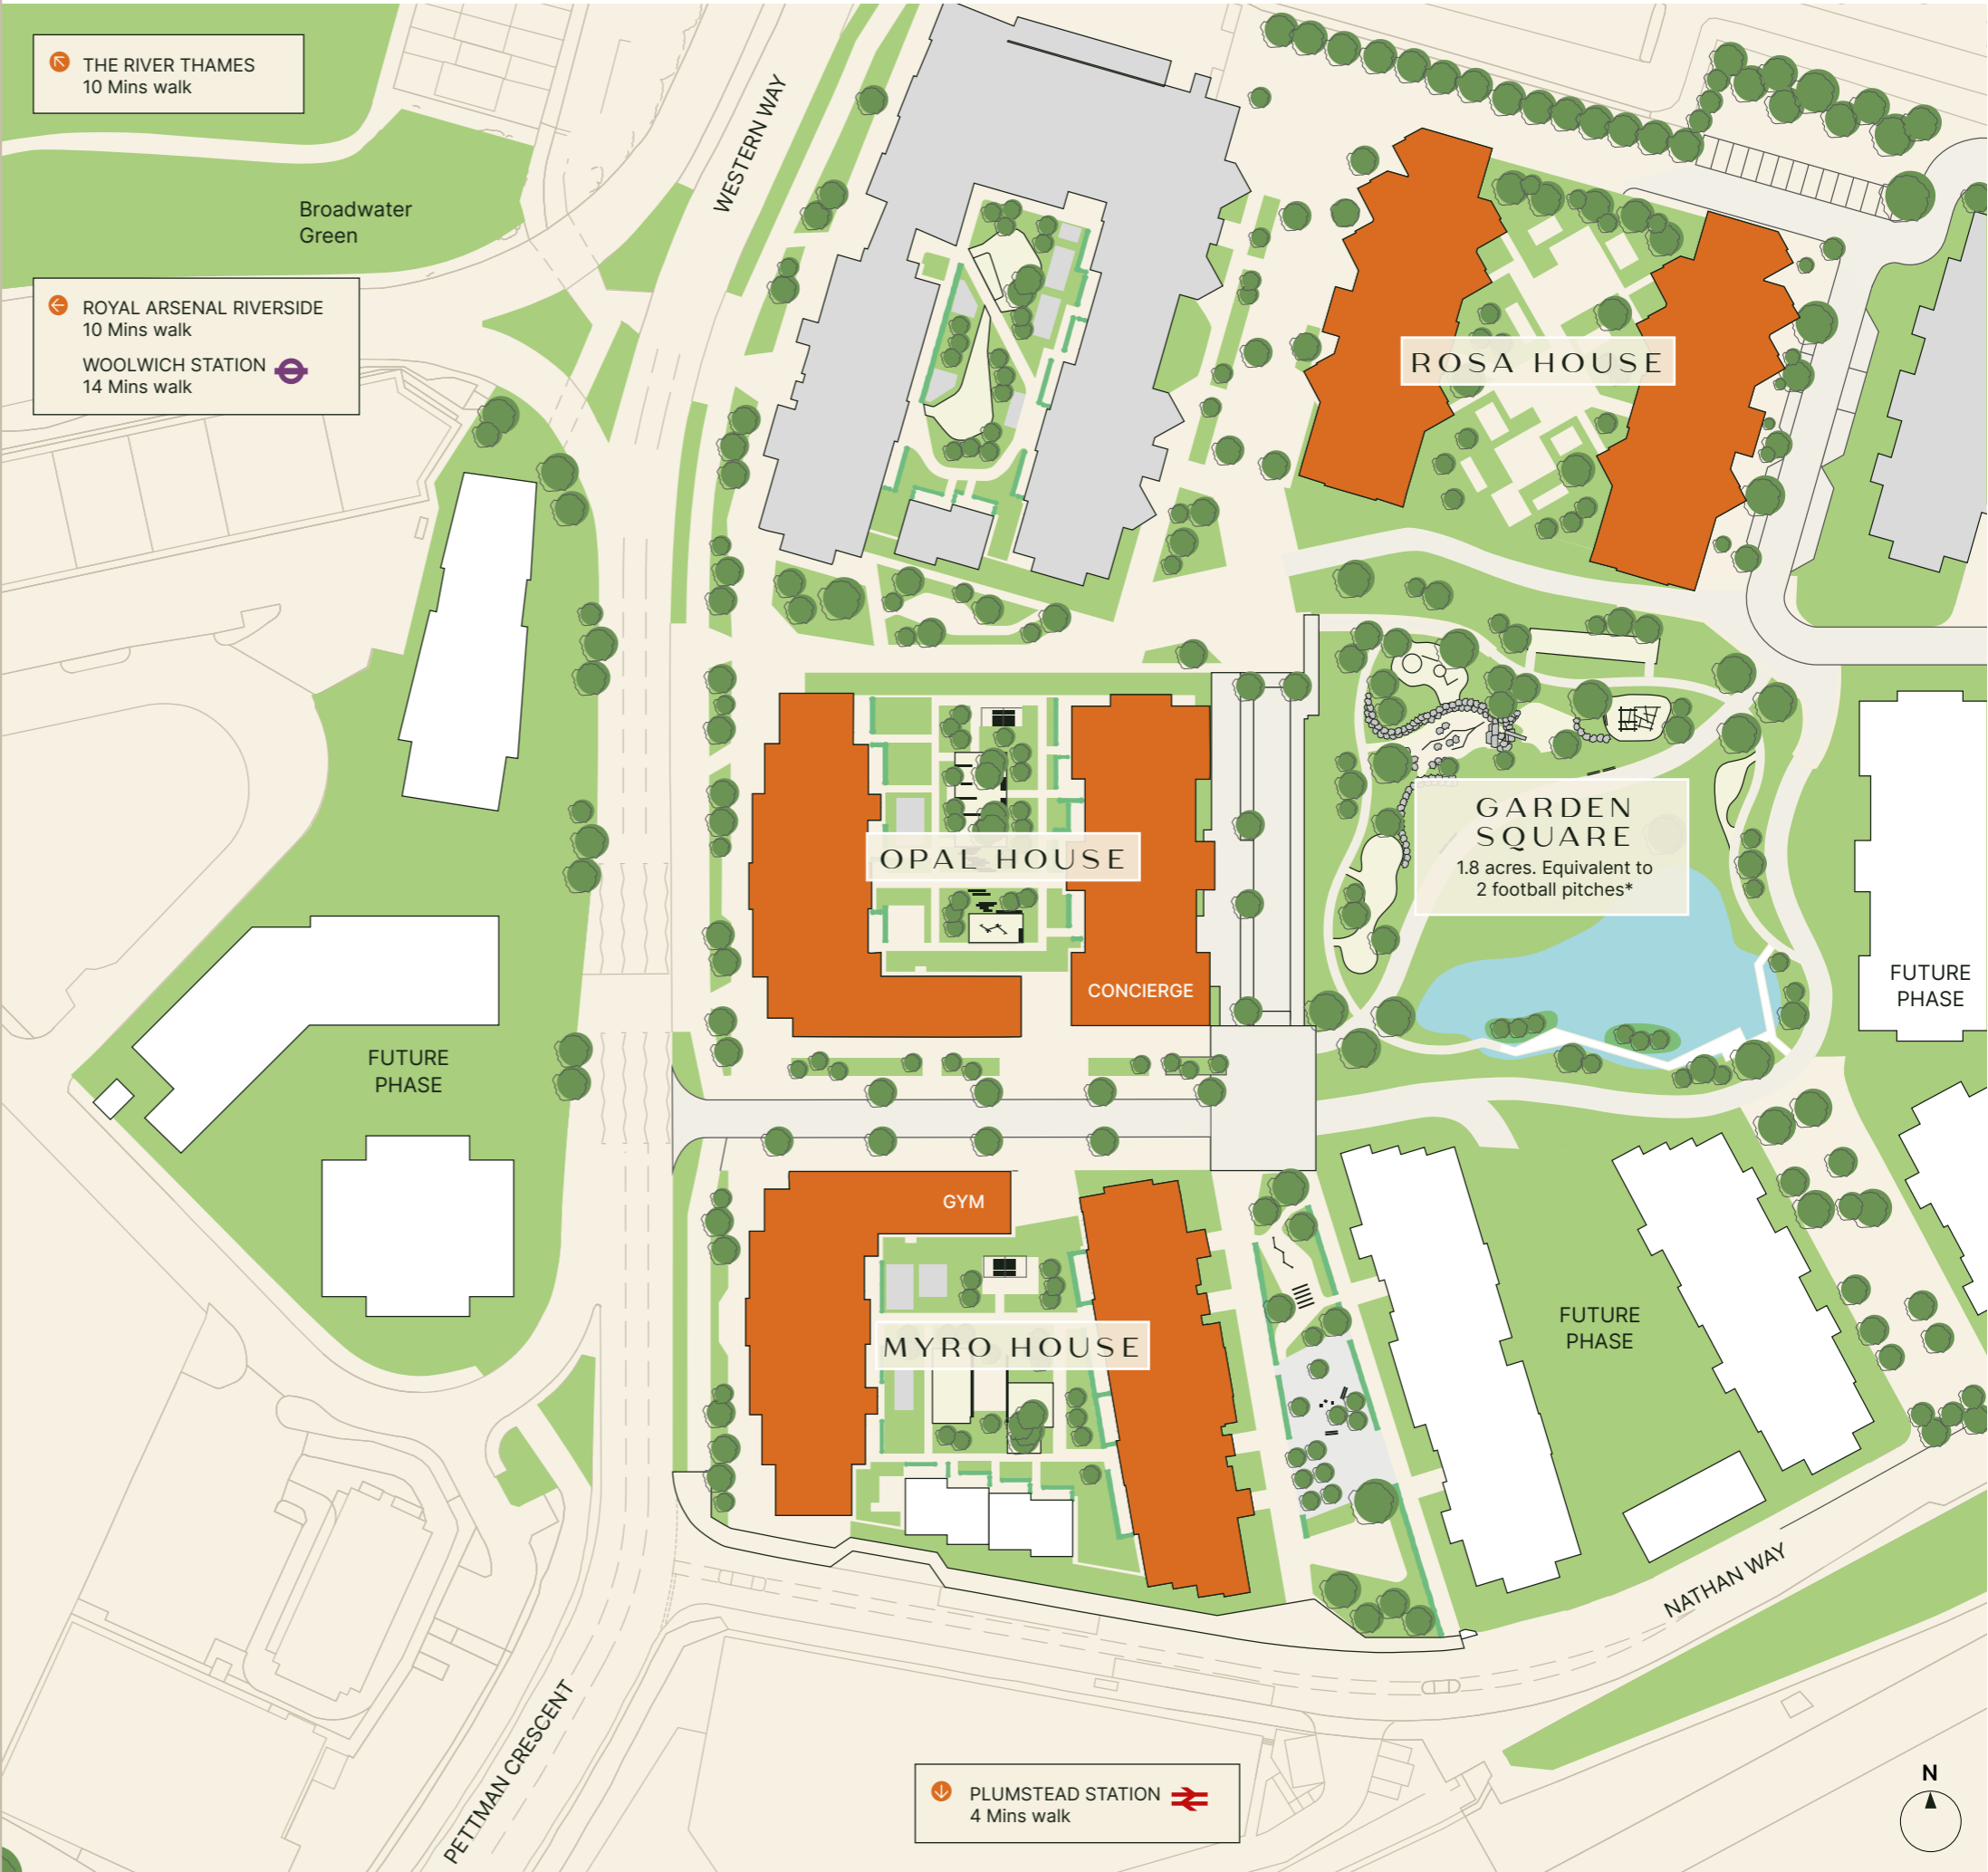 THE RIVER THAMES
10 Mins walk
WESTERN WAY
Broadwater
Green
ROYAL ARSENAL RIVERSIDE
10 Mins walk
WOOLWICH STATION
14 Mins walk
ROSA HOUSE
GARDEN
SQUARE
1.8 acres. Equivalent to
2 football pitches*
OPAL HOUSE
CONCIERGE
FUTURE
PHASE
FUTURE
PHASE
GYM
MYRO HOUSE
FUTURE
PHASE
NATHAN WAY
PETTMAN CRESCENT
PLUMSTEAD STATION
4 Mins walk
N